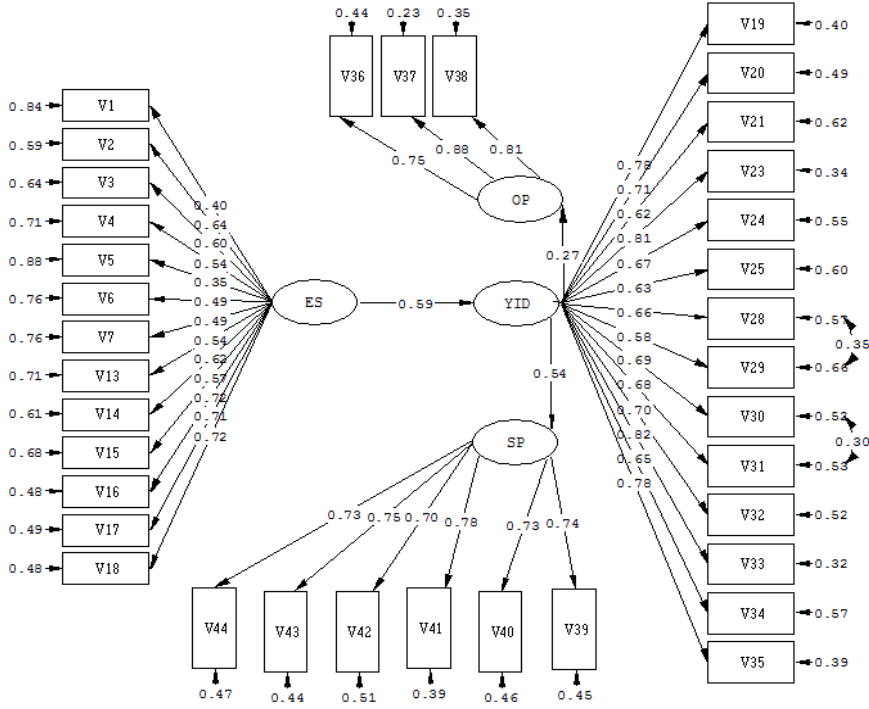 0.44 0.23 0.35
V36 V37 V38
0.75 0.88 0.81
OP
0.27
0.84 V1
0.59 V2
0.64 V3
0.71 V4
0.88 V5
0.76 V6
0.76 V7
0.71 V13
0.61 V14
0.68 V15
0.48 V16
0.49 V17
0.48 V18
0.40
0.64
0.60
0.54
0.35
0.49
0.49
0.54
0.62
0.57
0.72
0.71
0.72
ES 0.59 YID
0.54
SP
0.73 0.75 0.70 0.78 0.73 0.74
V44 V43 V42 V41 V40 V39
0.47 0.44 0.51 0.39 0.46 0.45
0.78
0.71
0.62
0.81
0.67
0.63
0.66
0.58
0.69
0.68
0.70
0.82
0.65
0.78
V19 0.40
V20 0.49
V21 0.62
V23 0.34
V24 0.55
V25 0.60
V28 0.57
0.35
V29 0.66
V30 0.52
0.30
V31 0.53
V32 0.52
V33 0.32
V34 0.57
V35 0.39